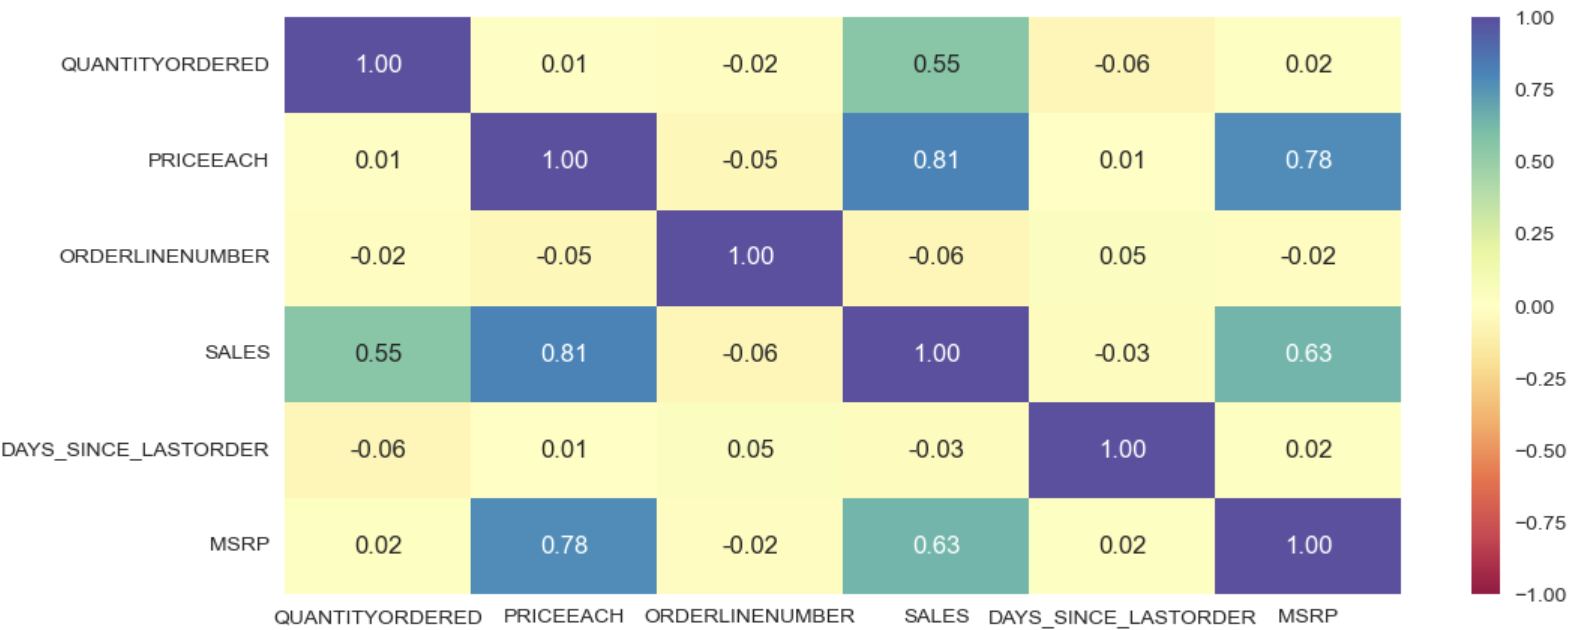 QUANTITYORDERED 1.00 0.01 -0.02 0.55 -0.06 0.02
PRICEEACH 0.01 1.00 -0.05 0.81 0.01 0.78
ORDERLINENUMBER -0.02 -0.05 1.00 -0.06 0.05 -0.02
SALES 0.55 0.81 -0.06 1.00 -0.03 0.63
DAYS_SINCE_LASTORDER -0.06 0.01 0.05 -0.03 1.00 0.02
MSRP 0.02 0.78 -0.02 0.63 0.02 1.00
QUANTITYORDERED PRICEEACH ORDERLINENUMBER SALES DAYS_SINCE_LASTORDER MSRP
1.00
0.75
0.50
0.25
0.00
−0.25
−0.50
−0.75
−1.00